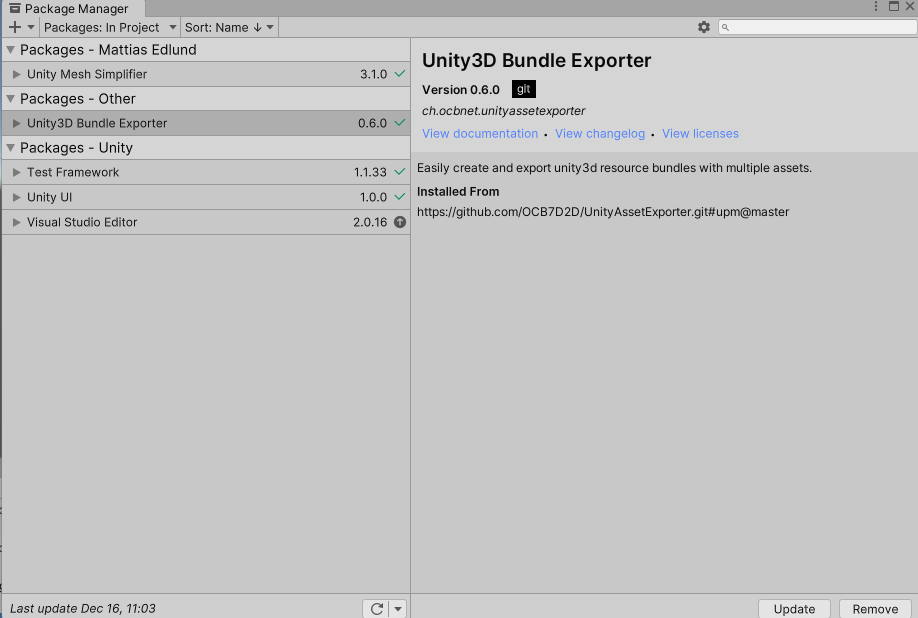 Package Manager
Packages: In Project
Sort: Name ↓
Packages - Mattias Edlund
Unity Mesh Simplifier 3.1.0
Packages - Other
Unity3D Bundle Exporter 0.6.0
Packages - Unity
Test Framework 1.1.33
Unity UI 1.0.0
Visual Studio Editor 2.0.16
Last update Dec 16, 11:03
Unity3D Bundle Exporter
Version 0.6.0 git
ch.ocbnet.unityassetexporter
View documentation • View changelog • View licenses
Easily create and export unity3d resource bundles with multiple assets.
Installed From
https://github.com/OCB7D2D/UnityAssetExporter.git#upm@master
Update Remove